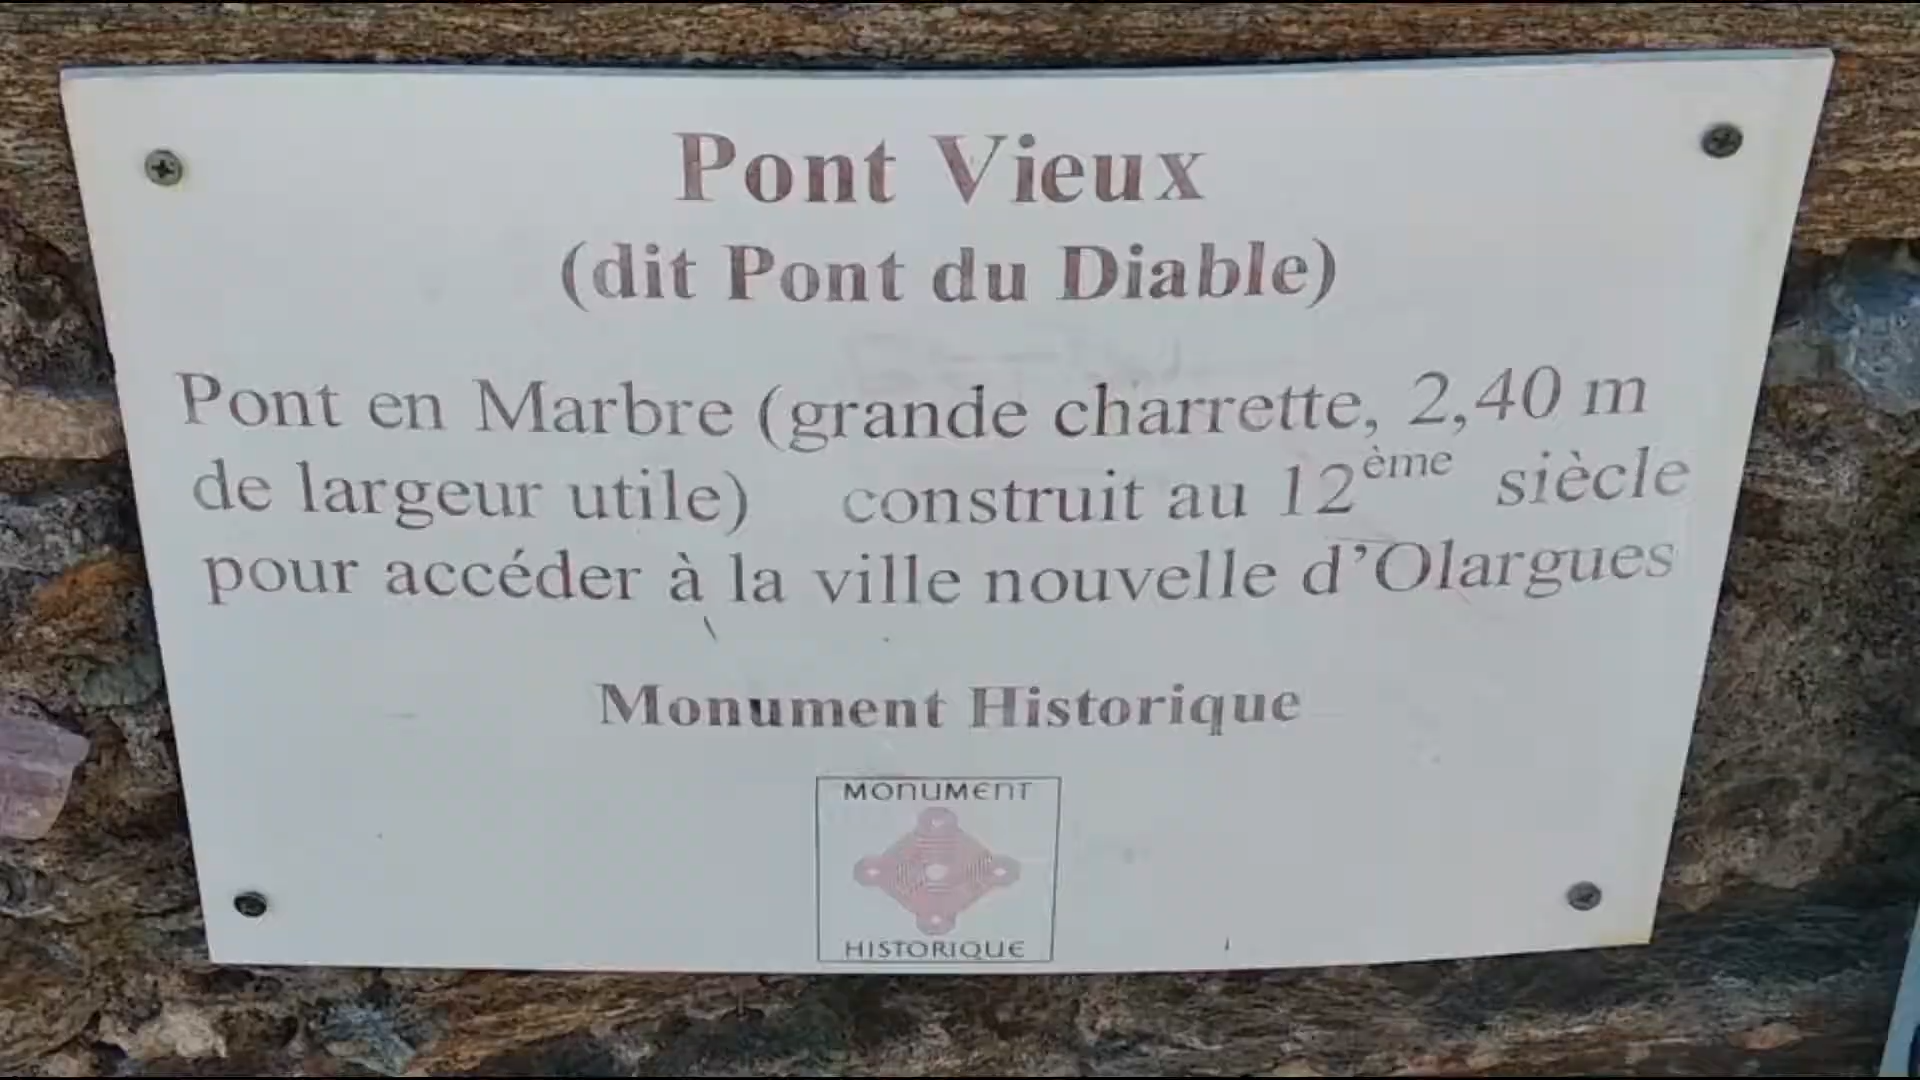 Pont Vieux
(dit Pont du Diable)
Pont en Marbre (grande charrette, 2,40 m
de largeur utile) construit au 12ème siècle
pour accéder à la ville nouvelle d'Olargues
Monument Historique
MONUMENT
HISTORIQUE